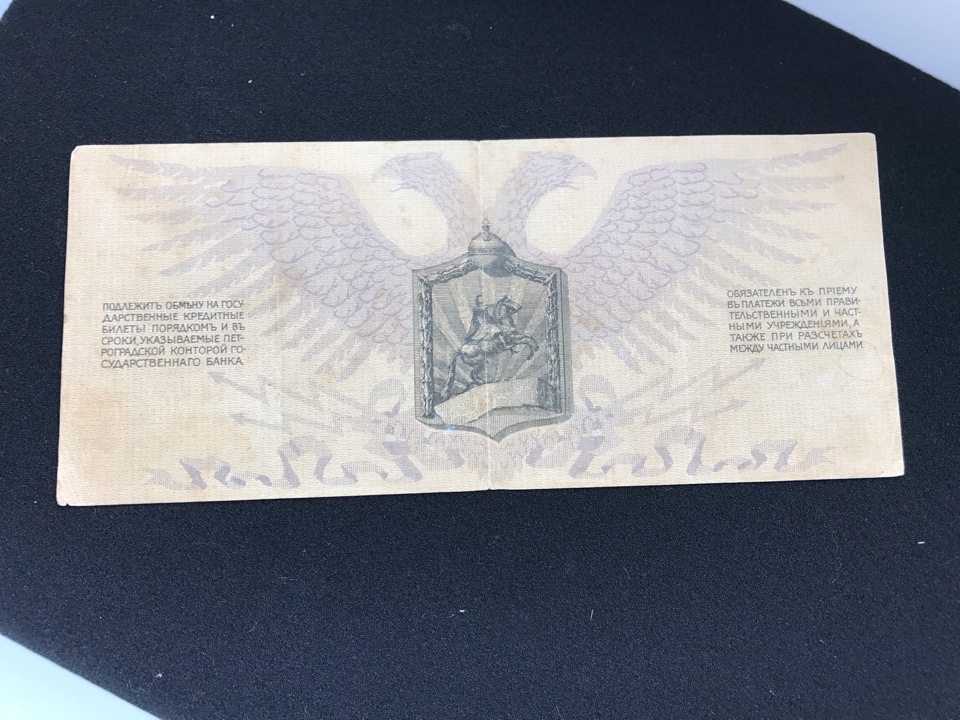 ПОДЛЕЖИТЪ ОБМѢНУ НА ГОСУ-
ДАРСТВЕННЫЕ КРЕДИТНЫЕ
БИЛЕТЫ ПОРЯДКОМЪ И ВЪ
СРОКИ, УКАЗЫВАЕМЫЕ ПЕТ-
РОГРАДСКОЙ КОНТОРОЙ ГО-
СУДАРСТВЕННАГО БАНКА.
ОБЯЗАТЕЛЕНЪ КЪ ПРІЕМУ
ВЪ ПЛАТЕЖИ ВСѢМИ ПРАВИ-
ТЕЛЬСТВЕННЫМИ И ЧАСТ-
НЫМИ УЧРЕЖДЕНІЯМИ, А
ТАКЖЕ ПРИ РАЗСЧЕТАХЪ
МЕЖДУ ЧАСТНЫМИ ЛИЦАМИ.